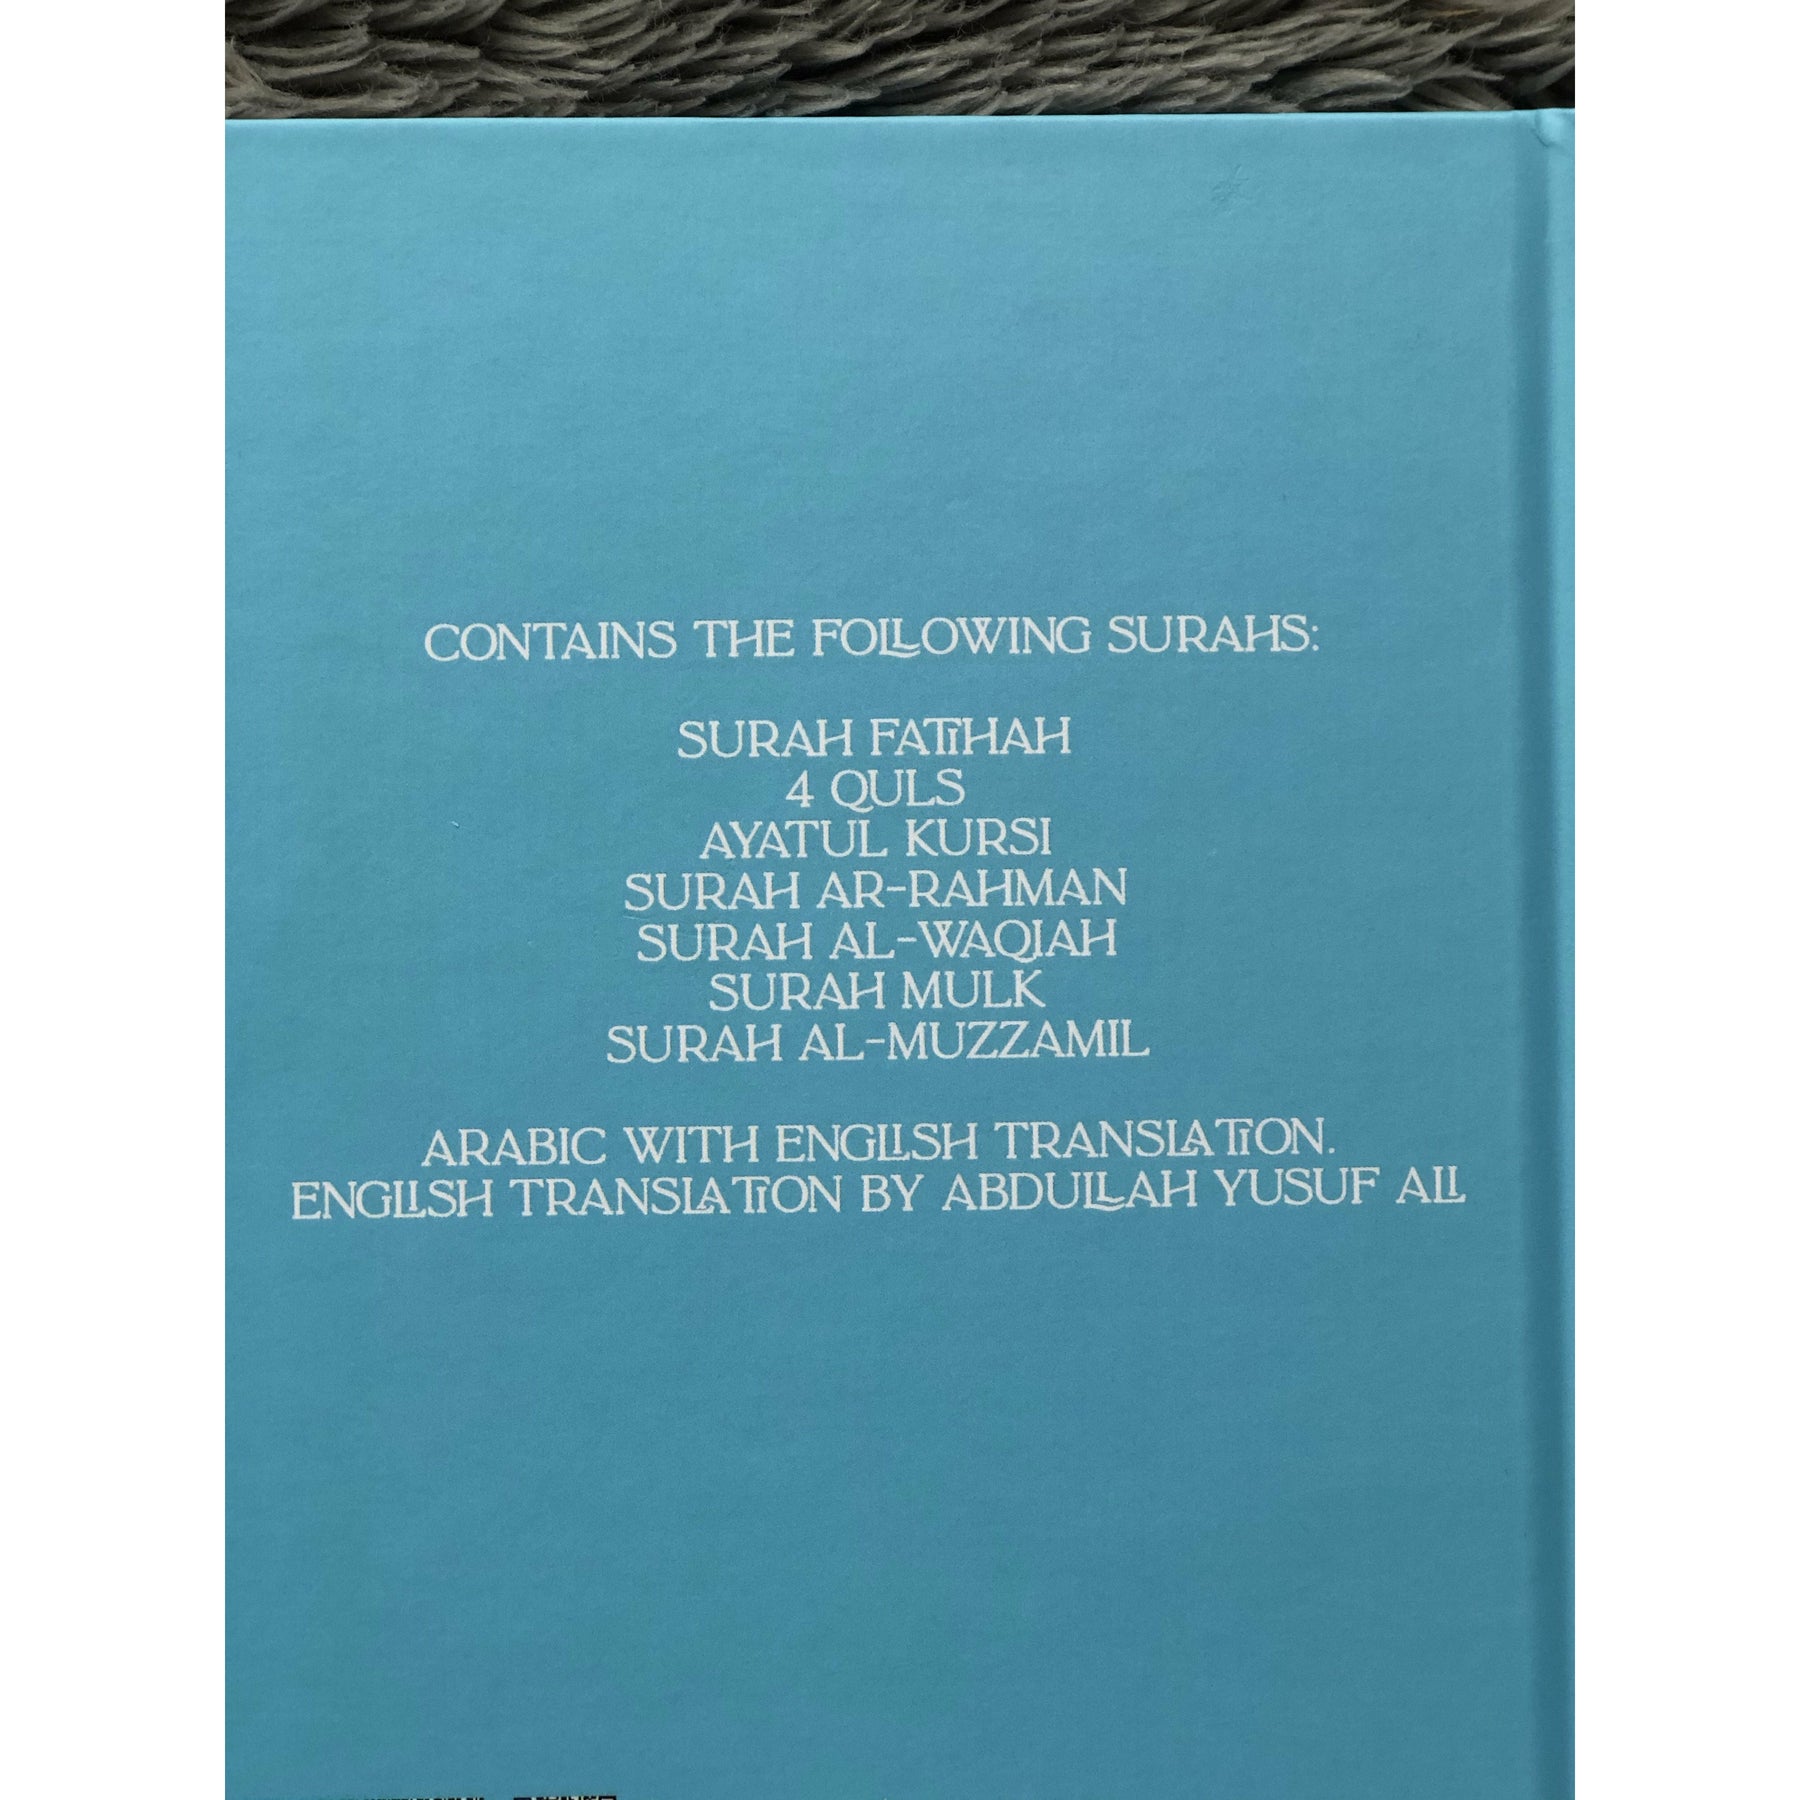 CONTAINS THE FOLLOWING SURAHS:
SURAH FATIHAH
4 QULS
AYATUL KURSI
SURAH AR-RAHMAN
SURAH AL-WAQIAH
SURAH MULK
SURAH AL-MUZZAMIL
ARABIC WITH ENGLISH TRANSLATION.
ENGLISH TRANSLATION BY ABDULLAH YUSUF ALI